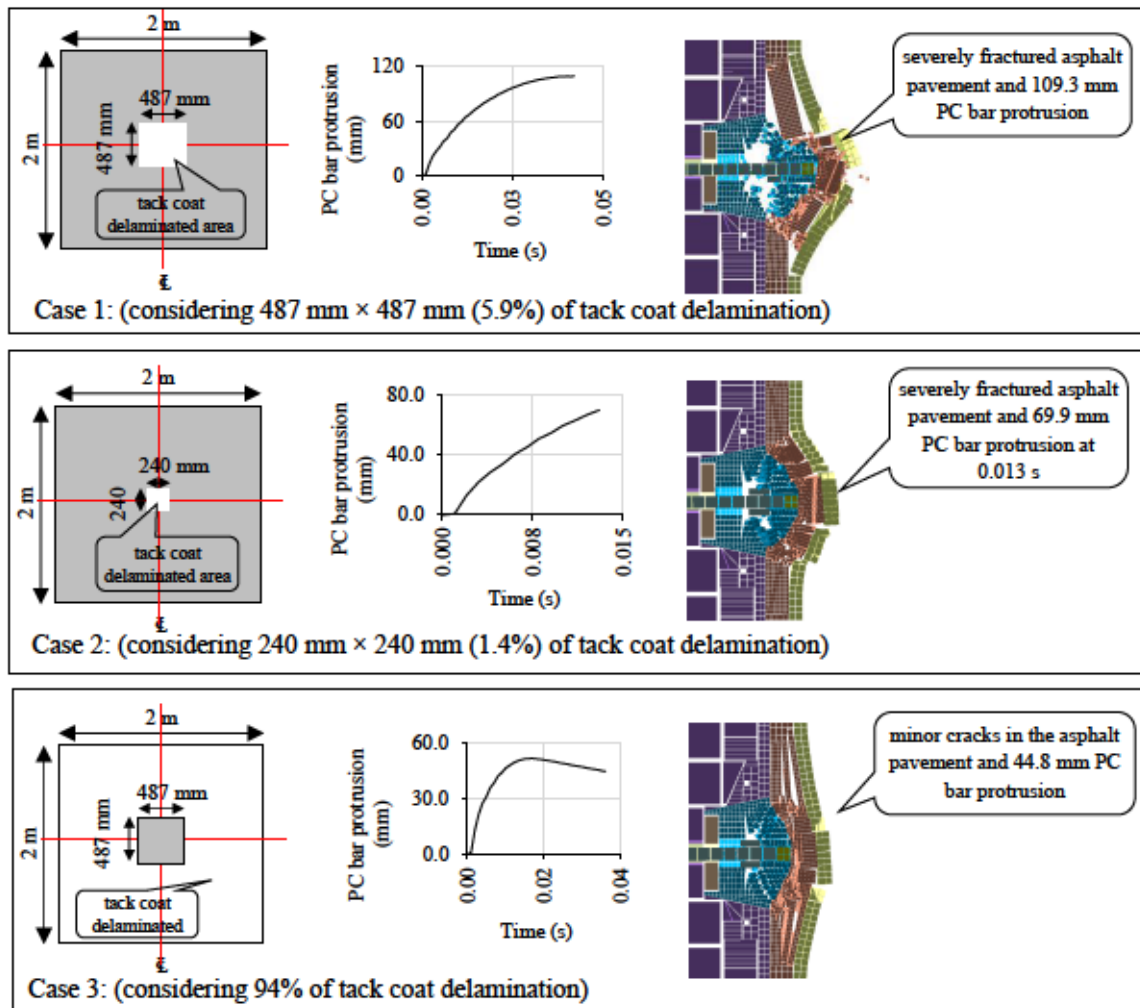 2 m
487 mm
487 mm
2 m
tack coat
delaminated area
℄
PC bar protrusion
(mm)
120
60
0
0.00
0.03
0.05
Time (s)
severely fractured asphalt
pavement and 109.3 mm
PC bar protrusion
Case 1: (considering 487 mm × 487 mm (5.9%) of tack coat delamination)
2 m
240 mm
240
2 m
tack coat
delaminated area
℄
PC bar protrusion
(mm)
80.0
40.0
0.0
0.000
0.008
0.015
Time (s)
severely fractured asphalt
pavement and 69.9 mm
PC bar protrusion at
0.013 s
Case 2: (considering 240 mm × 240 mm (1.4%) of tack coat delamination)
2 m
487 mm
487 mm
2 m
tack coat
delaminated
℄
PC bar protrusion
(mm)
60.0
30.0
0.0
0.00
0.02
0.04
Time (s)
minor cracks in the asphalt
pavement and 44.8 mm PC
bar protrusion
Case 3: (considering 94% of tack coat delamination)